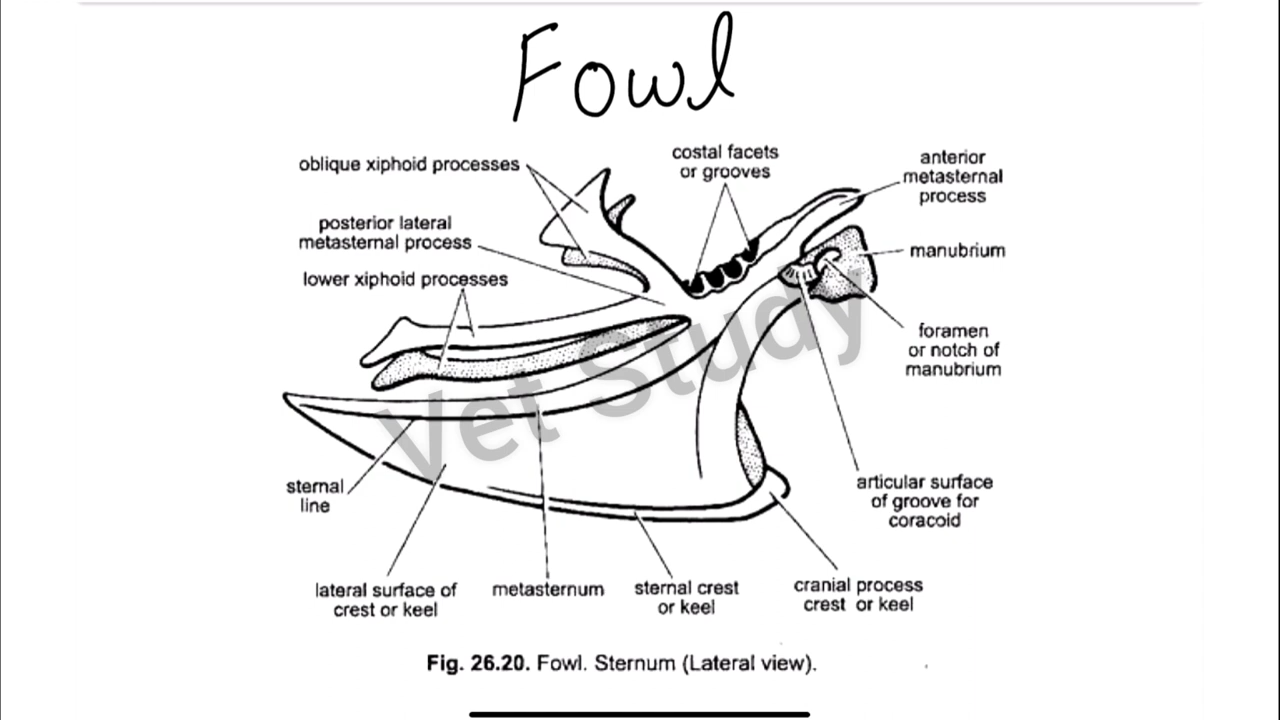 Fowl
oblique xiphoid processes
costal facets
or grooves
anterior
metasternal
process
posterior lateral
metasternal process
manubrium
lower xiphoid processes
foramen
or notch of
manubrium
Vet Study
sternal
line
articular surface
of groove for
coracoid
lateral surface of
crest or keel
metasternum
sternal crest
or keel
cranial process
crest or keel
Fig. 26.20. Fowl. Sternum (Lateral view).